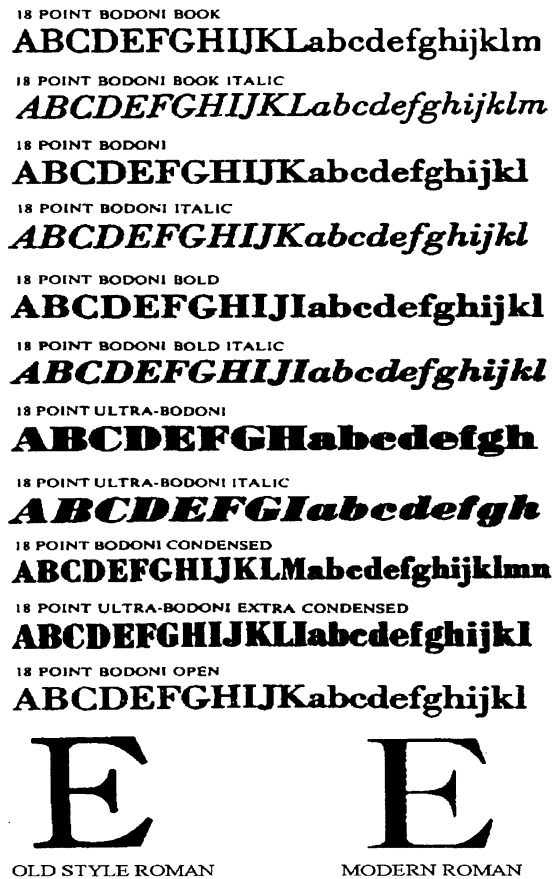 18 POINT BODONI BOOK
ABCDEFGHIJKLabcdefghijklm
18 POINT BODONI BOOK ITALIC
ABCDEFGHIJKLabcdefghijklm
18 POINT BODONI
ABCDEFGHIJKabcdefghijkl
18 POINT BODONI ITALIC
ABCDEFGHIJKabcdefghijkl
18 POINT BODONI BOLD
ABCDEFGHIJIabcdefghijkl
18 POINT BODONI BOLD ITALIC
ABCDEFGHIJIabcdefghijkl
18 POINT ULTRA-BODONI
ABCDEFGHabcdefgh
18 POINT ULTRA-BODONI ITALIC
ABCDEFGIabcdefgh
18 POINT BODONI CONDENSED
ABCDEFGHIJKLMabcdefghijklmn
18 POINT ULTRA-BODONI EXTRA CONDENSED
ABCDEFGHIJKLIabcdefghijkl
18 POINT BODONI OPEN
ABCDEFGHIJKabcdefghijkl
E E
OLD STYLE ROMAN MODERN ROMAN